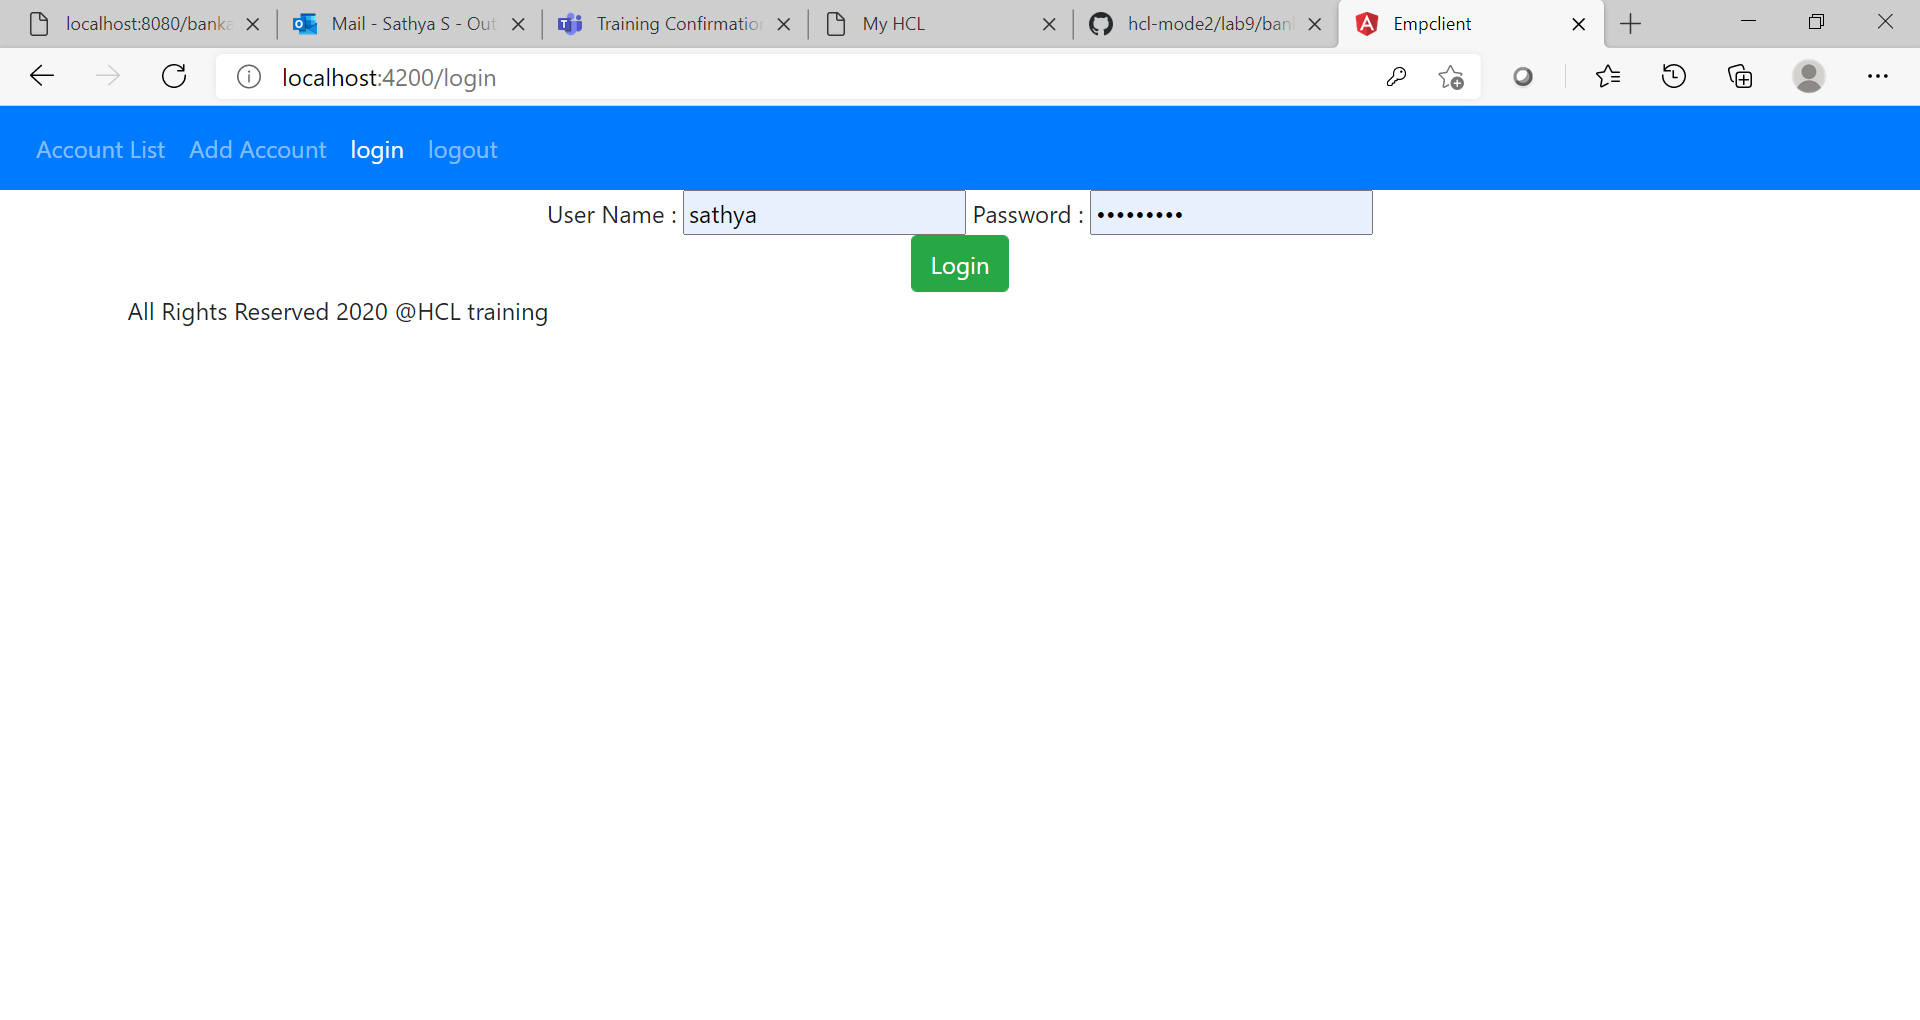 localhost:8080/banka
Mail - Sathya S - Out
Training Confirmation
My HCL
hcl-mode2/lab9/ban
Empclient
localhost:4200/login
Account List Add Account login logout
User Name : sathya Password : •••••••••
Login
All Rights Reserved 2020 @HCL training